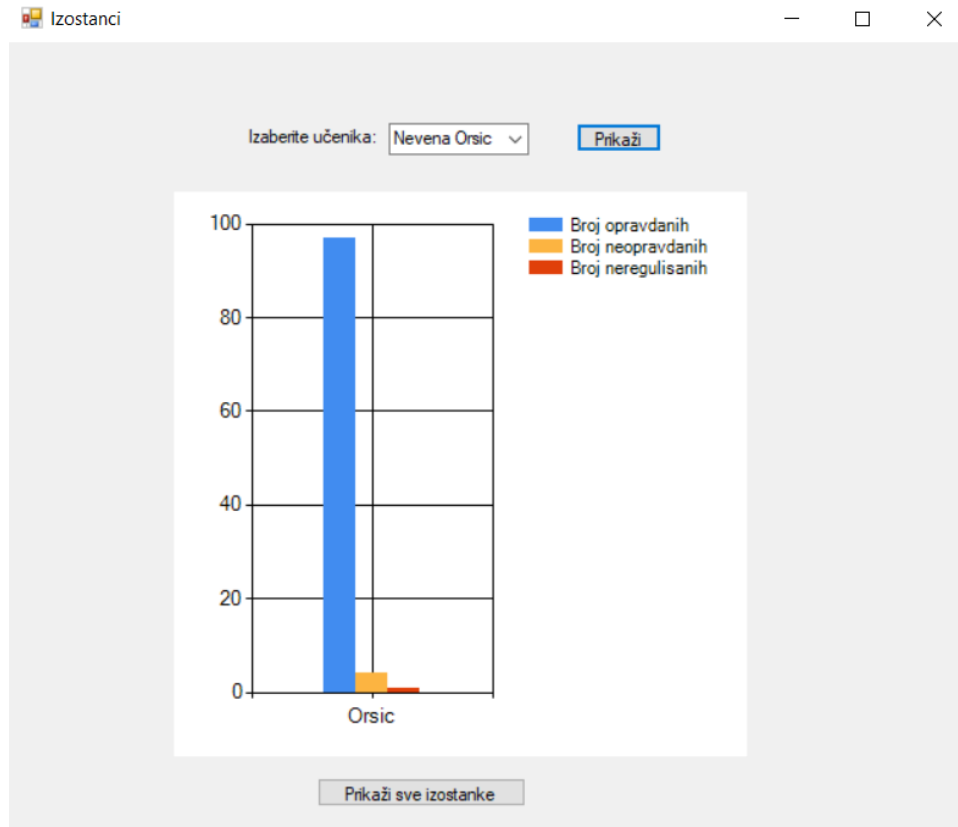 Izostanci
Izaberite učenika: Nevena Orsic Prikaži
100
80
60
40
20
0
Orsic
Broj opravdanih
Broj neopravdanih
Broj neregulisanih
Prikaži sve izostanke